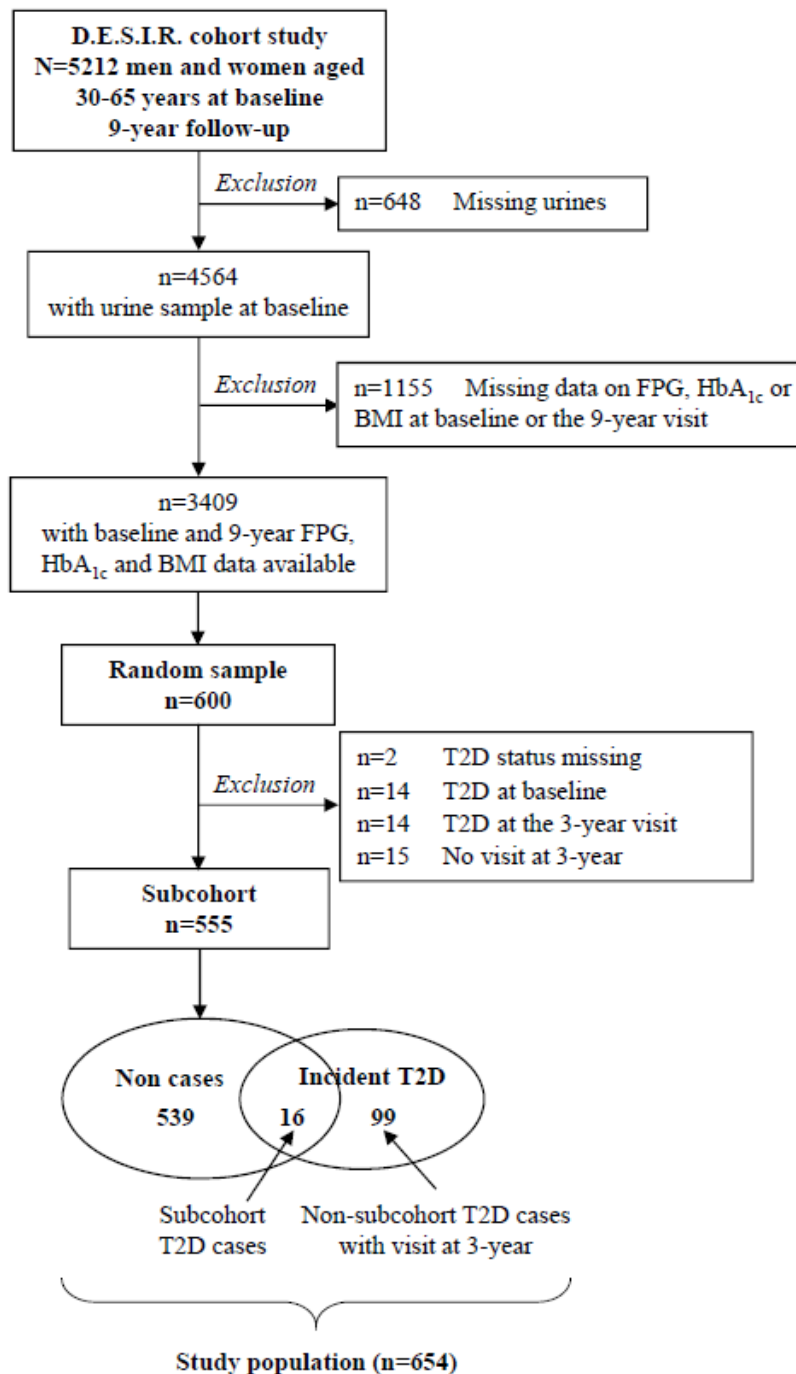 D.E.S.I.R. cohort study
N=5212 men and women aged
30-65 years at baseline
9-year follow-up
Exclusion
n=648 Missing urines
n=4564
with urine sample at baseline
Exclusion
n=1155 Missing data on FPG, HbA1c or
BMI at baseline or the 9-year visit
n=3409
with baseline and 9-year FPG,
HbA1c and BMI data available
Random sample
n=600
Exclusion
n=2 T2D status missing
n=14 T2D at baseline
n=14 T2D at the 3-year visit
n=15 No visit at 3-year
Subcohort
n=555
Non cases Incident T2D
539 16 99
Subcohort
T2D cases
Non-subcohort T2D cases
with visit at 3-year
Study population (n=654)